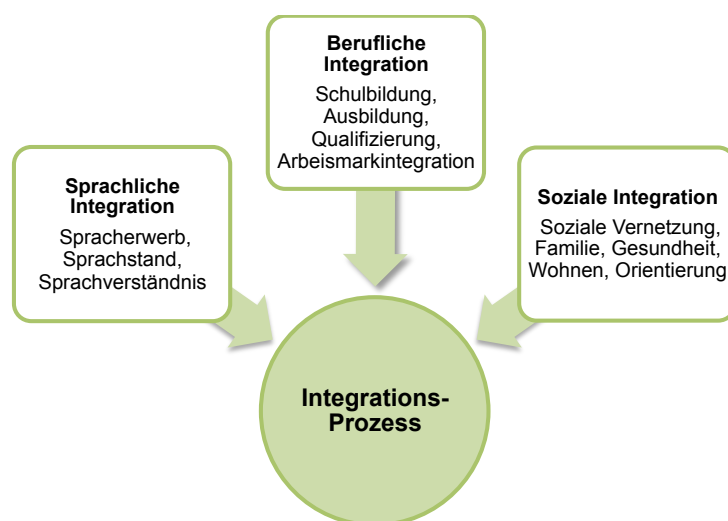 Berufliche
Integration
Schulbildung,
Ausbildung,
Qualifizierung,
Arbeismarkintegration
Sprachliche
Integration
Spracherwerb,
Sprachstand,
Sprachverständnis
Soziale Integration
Soziale Vernetzung,
Familie, Gesundheit,
Wohnen, Orientierung
Integrations-
Prozess